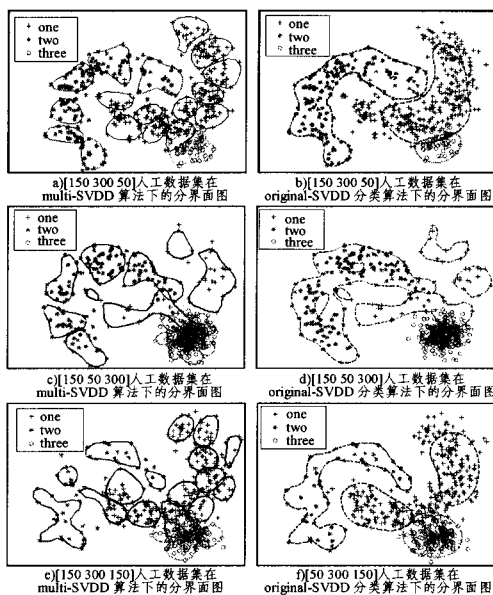 one
two
three
one
two
three
a)[150 300 50]人工数据集在
multi-SVDD 算法下的分界面图
b)[150 300 50]人工数据集在
original-SVDD 分类算法下的分界面图
one
two
three
one
two
three
c)[150 50 300]人工数据集在
multi-SVDD 算法下的分界面图
d)[150 50 300]人工数据集在
original-SVDD 分类算法下的分界面图
one
two
three
one
two
three
e)[150 300 150]人工数据集在
multi-SVDD 算法下的分界面图
f)[50 300 150]人工数据集在
original-SVDD 分类算法下的分界面图